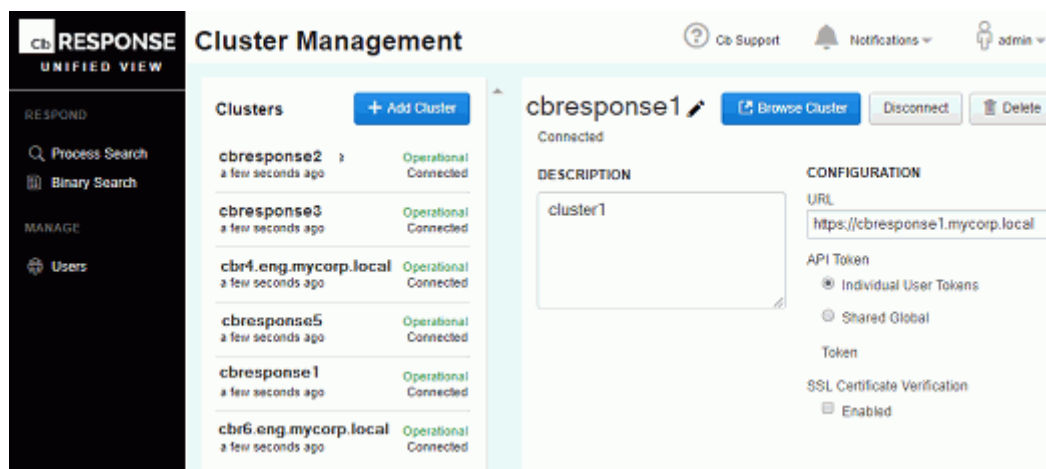 Cb RESPONSE
UNIFIED VIEW
RESPOND
Process Search
Binary Search
MANAGE
Users
Cluster Management
Cb Support
Notifications
admin
Clusters
+ Add Cluster
cbresponse2
Operational
a few seconds ago
Connected
cbresponse3
Operational
a few seconds ago
Connected
cbr4.eng.mycorp.local
Operational
a few seconds ago
Connected
cbresponse5
Operational
a few seconds ago
Connected
cbresponse1
Operational
a few seconds ago
Connected
cbr6.eng.mycorp.local
Operational
a few seconds ago
Connected
cbresponse1
Browse Cluster
Disconnect
Delete
Connected
DESCRIPTION
cluster1
CONFIGURATION
URL
https://cbresponse1.mycorp.local
API Token
Individual User Tokens
Shared Global
Token
SSL Certificate Verification
Enabled